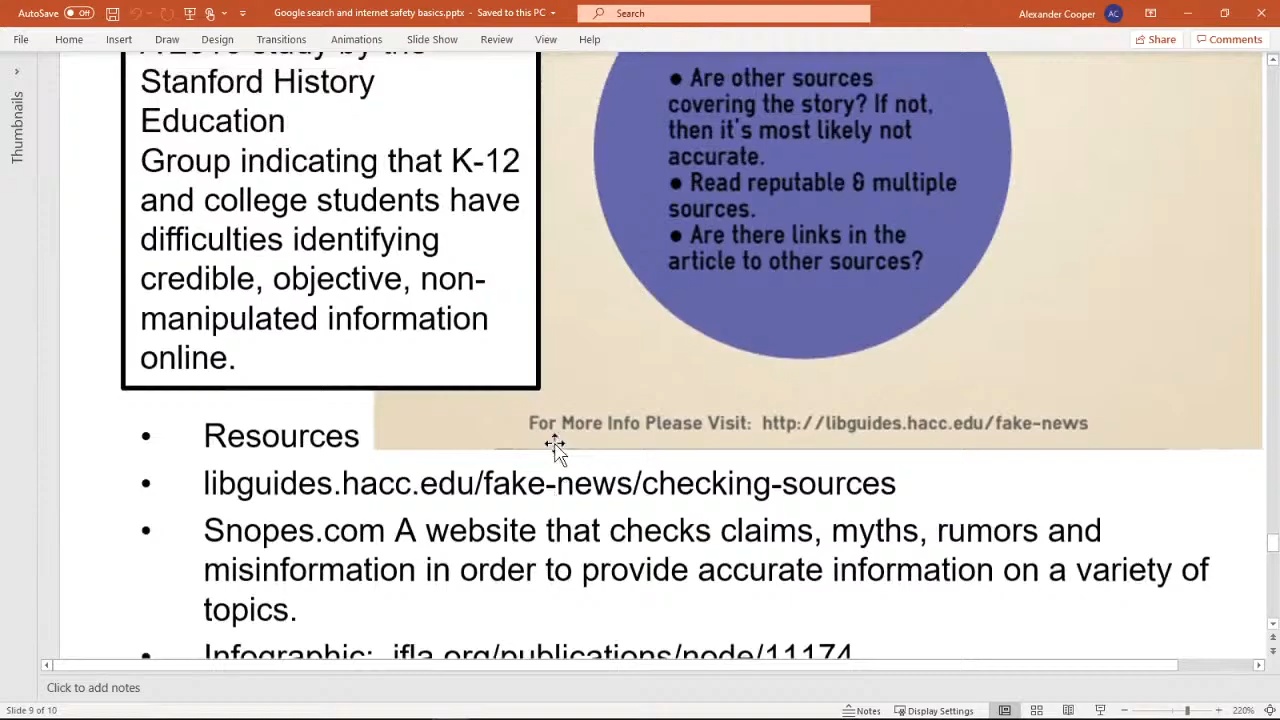 AutoSave Off Google search and internet safety basics.pptx - Saved to this PC Search Alexander Cooper AC
File Home Insert Draw Design Transitions Animations Slide Show Review View Help Share Comments
Thumbnails
Stanford History
Education
Group indicating that K-12
and college students have
difficulties identifying
credible, objective, non-
manipulated information
online.
● Are other sources
covering the story? If not,
then it's most likely not
accurate.
● Read reputable & multiple
sources.
● Are there links in the
article to other sources?
For More Info Please Visit: http://libguides.hacc.edu/fake-news
• Resources
• libguides.hacc.edu/fake-news/checking-sources
• Snopes.com A website that checks claims, myths, rumors and
misinformation in order to provide accurate information on a variety of
topics.
• Infographic: ifla.org/publications/node/11174
Click to add notes
Slide 9 of 10 Notes Display Settings 220%